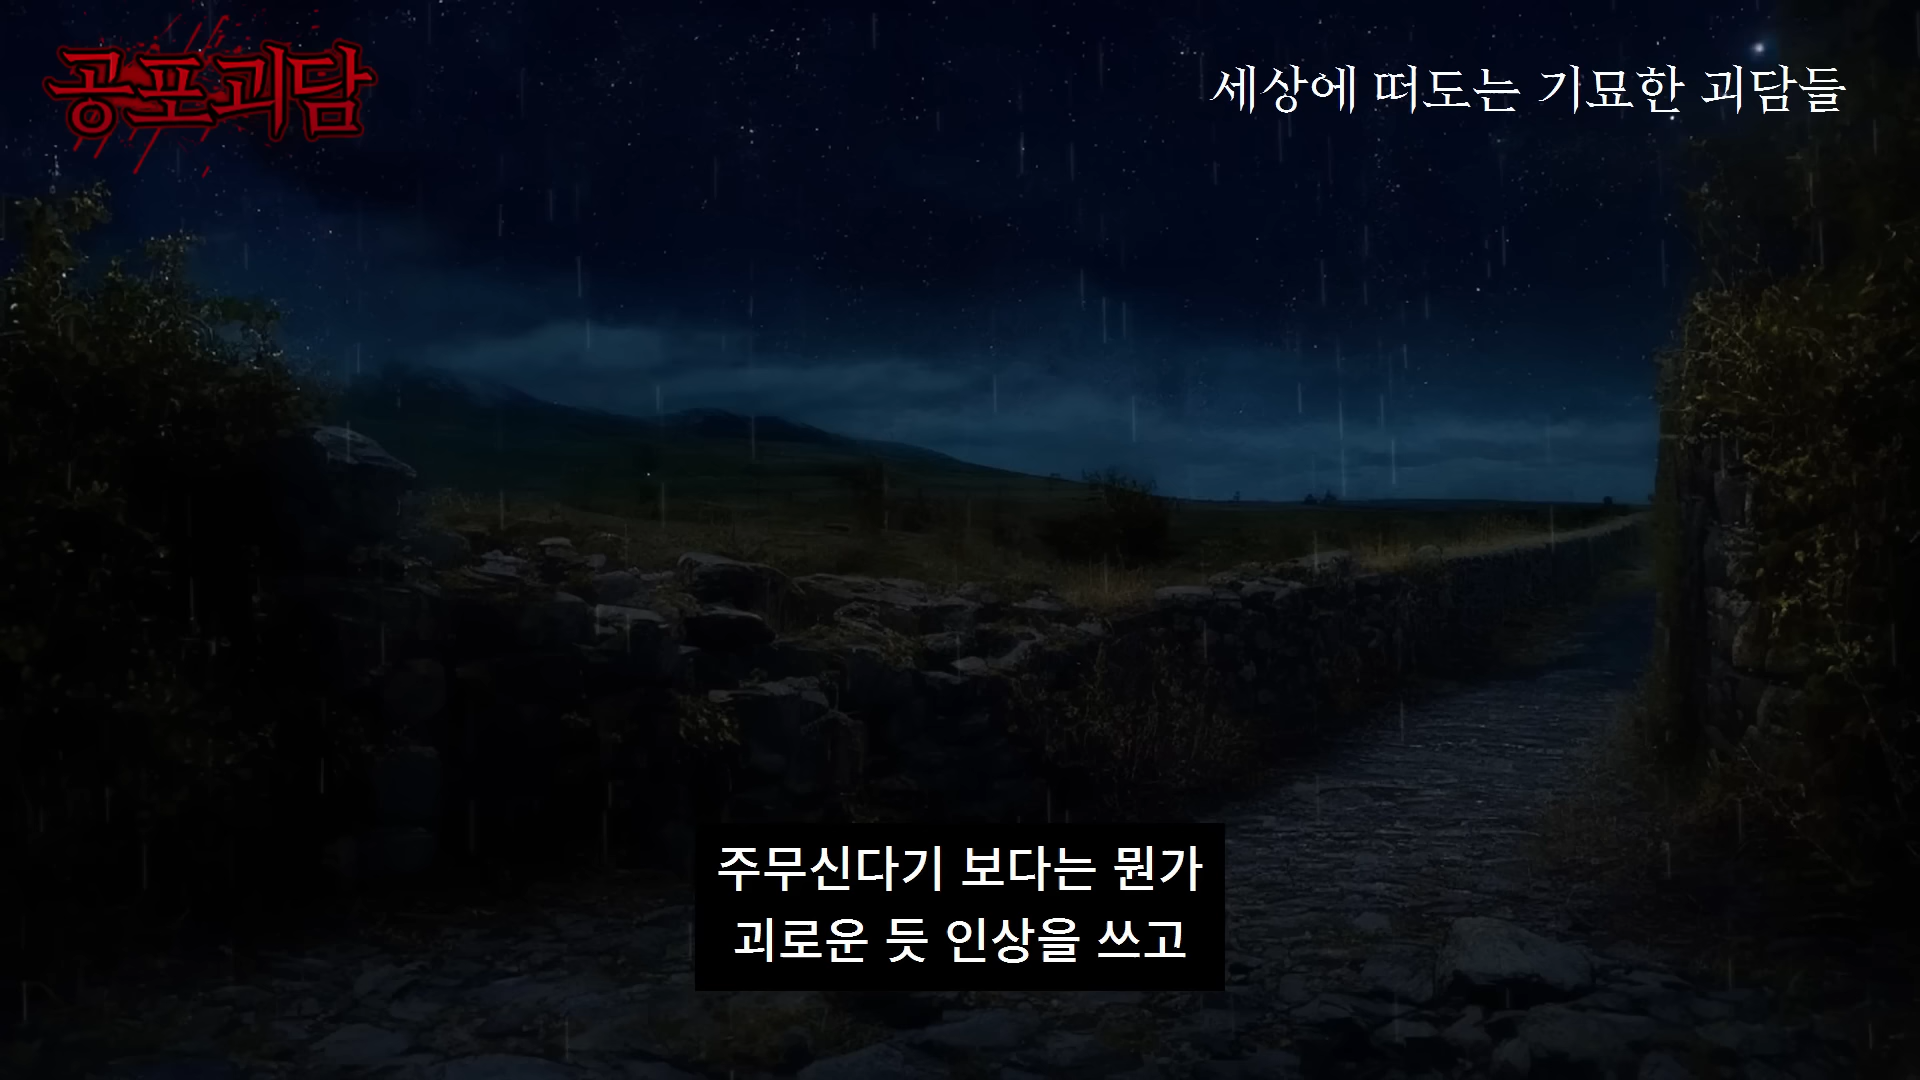 공포괴담
세상에 떠도는 기묘한 괴담들
주무신다기 보다는 뭔가
괴로운 듯 인상을 쓰고